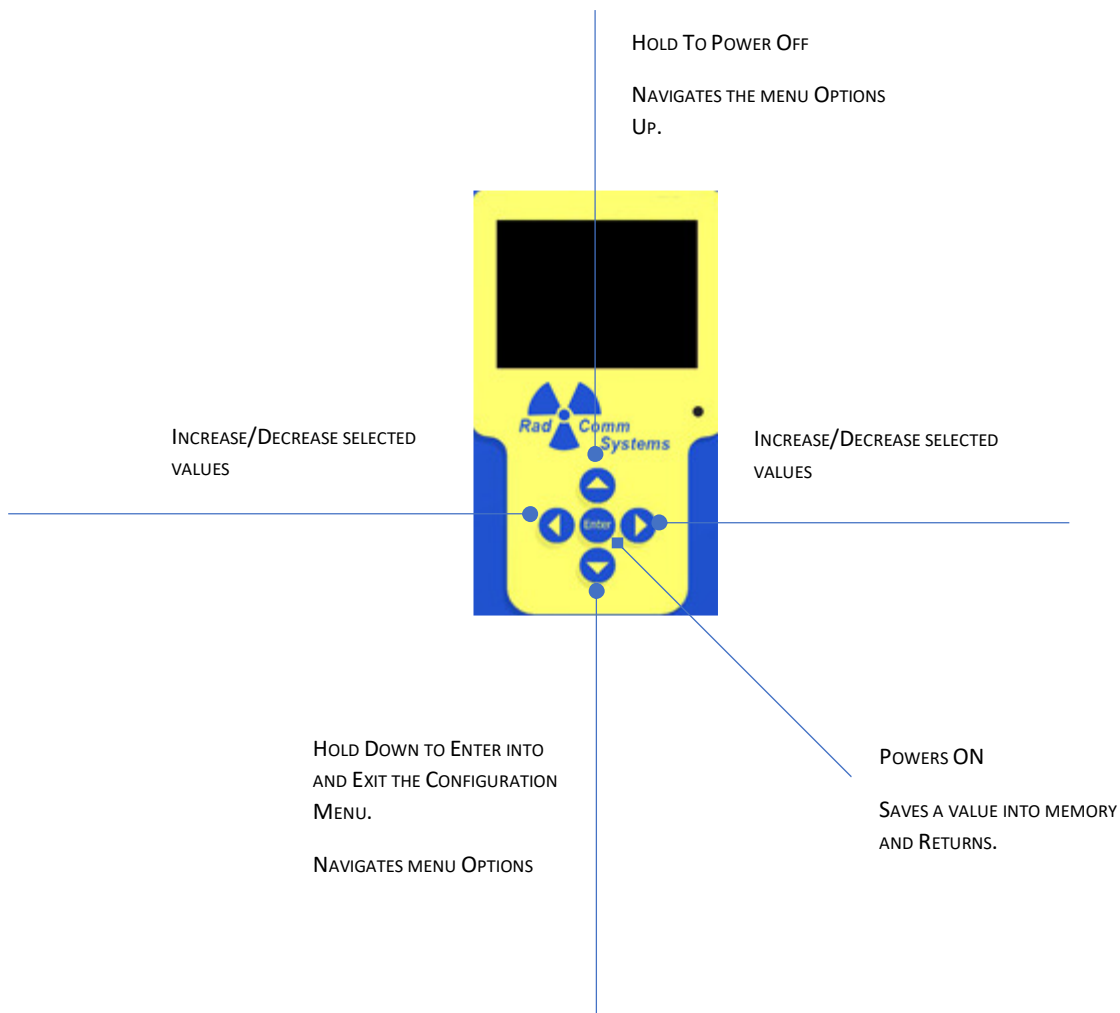 Hold To Power Off
Navigates the menu Options
Up.
Rad Comm
Systems
Increase/Decrease selected
values
Increase/Decrease selected
values
Enter
Hold Down to Enter into
and Exit the Configuration
Menu.
Navigates menu Options
Powers ON
Saves a value into memory
and Returns.